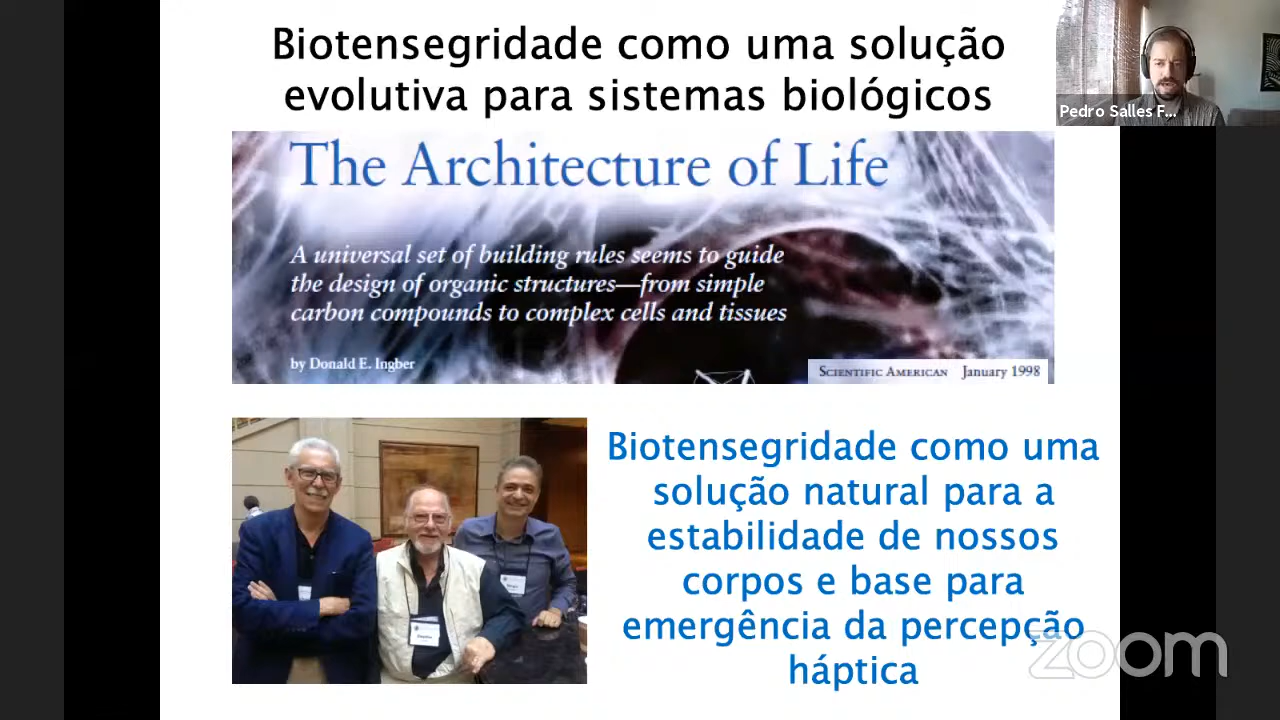 Biotensegridade como uma solução
evolutiva para sistemas biológicos
Pedro Salles F...
The Architecture of Life
A universal set of building rules seems to guide
the design of organic structures—from simple
carbon compounds to complex cells and tissues
by Donald E. Ingber
SCIENTIFIC AMERICAN January 1998
Biotensegridade como uma
solução natural para a
estabilidade de nossos
corpos e base para
emergência da percepção
háptica
zoom